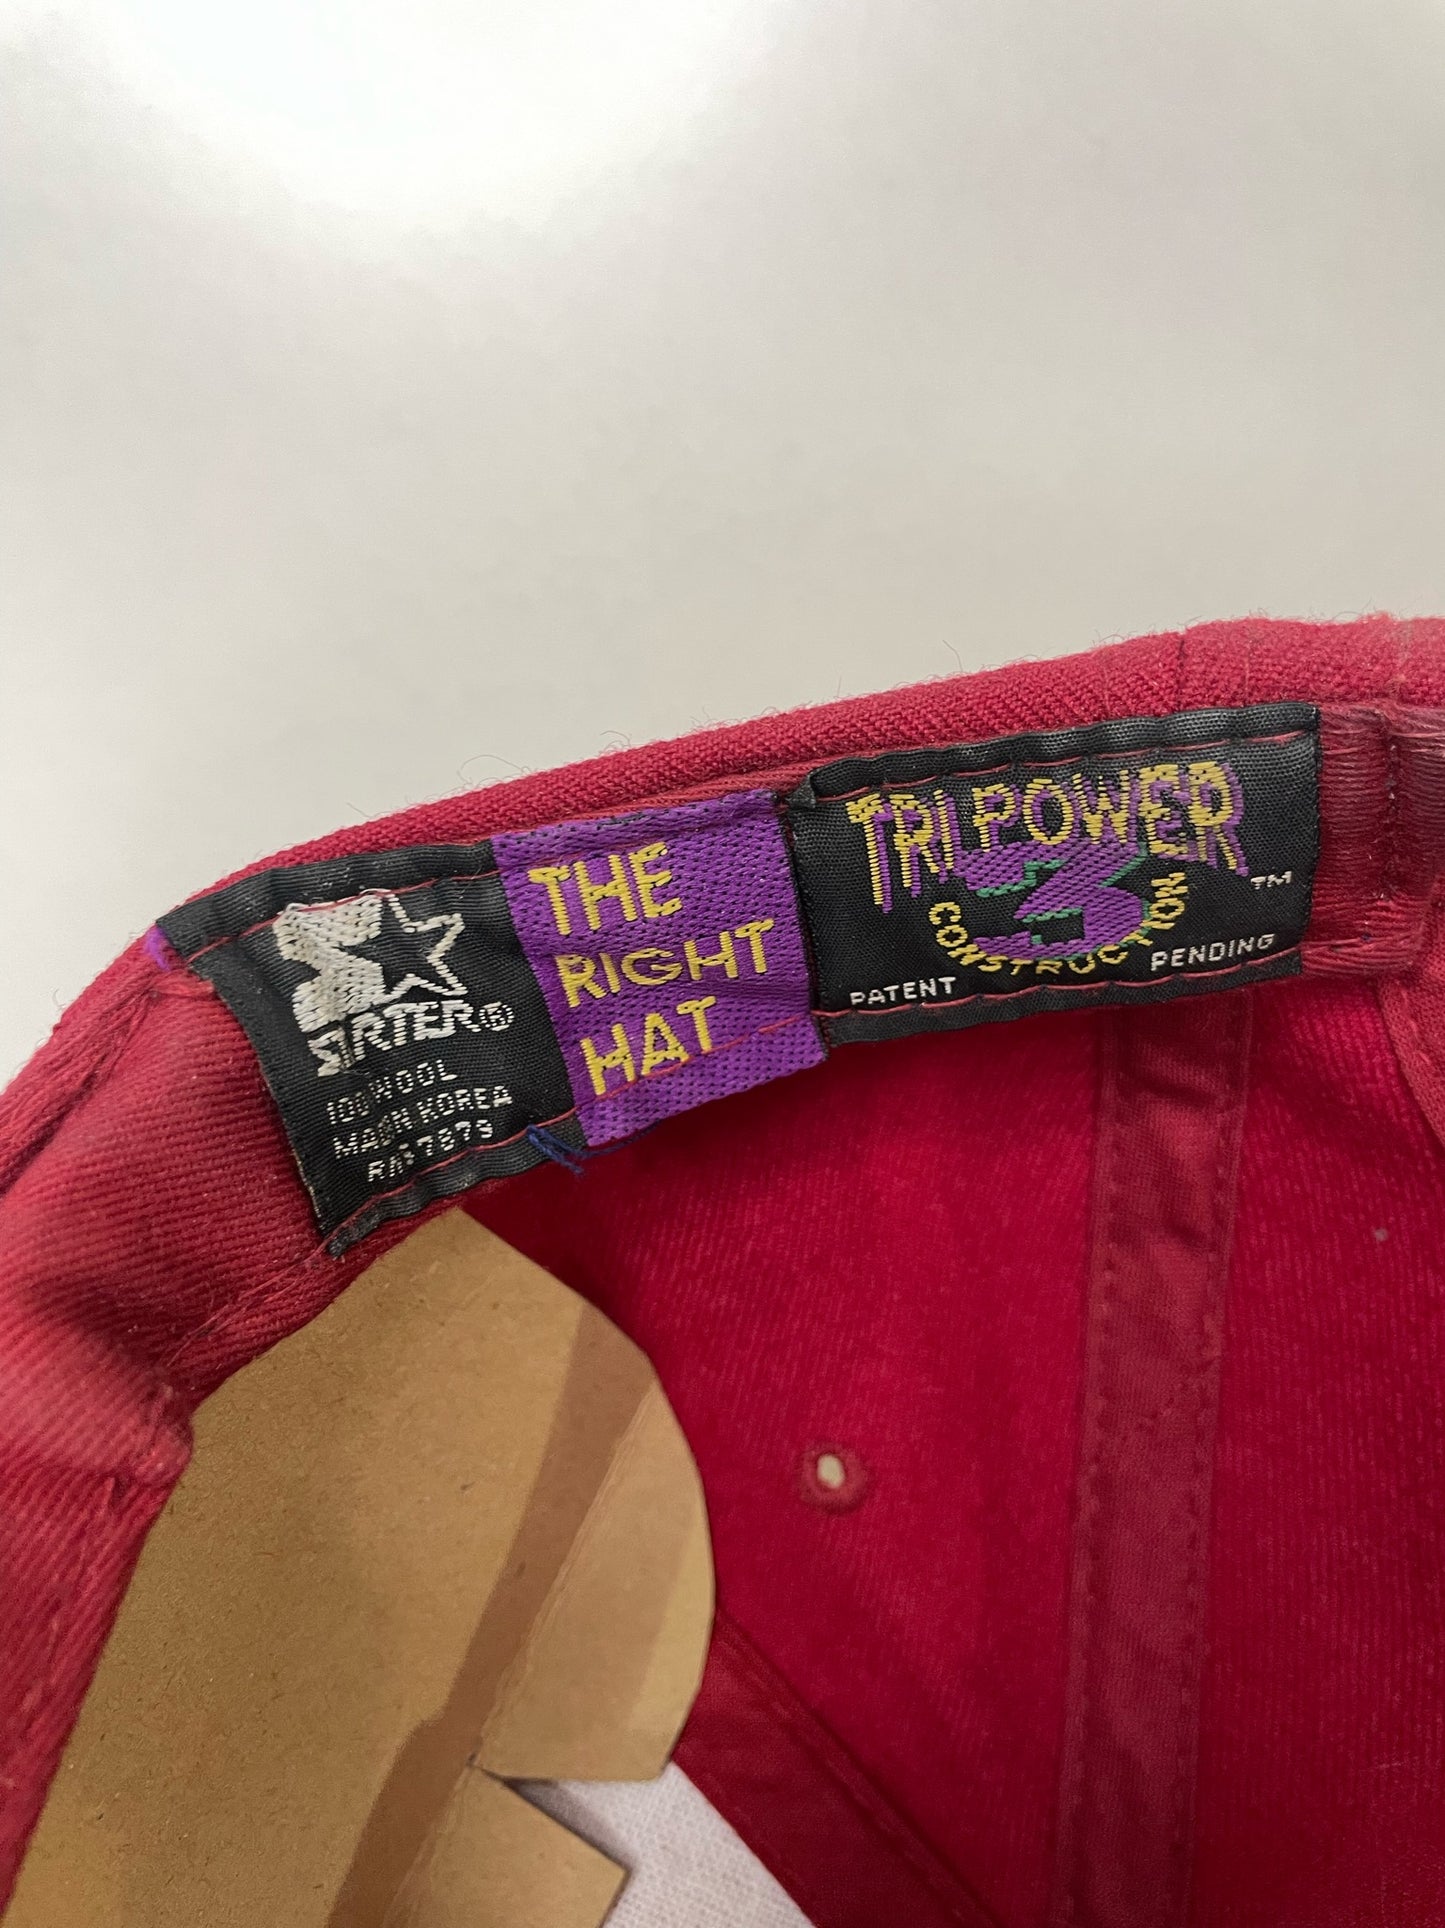 STARTER®
100 WOOL
MADE IN KOREA
THE
RIGHT
HAT
TRI POWER
3
CONSTRUCTION
TM
PATENT PENDING